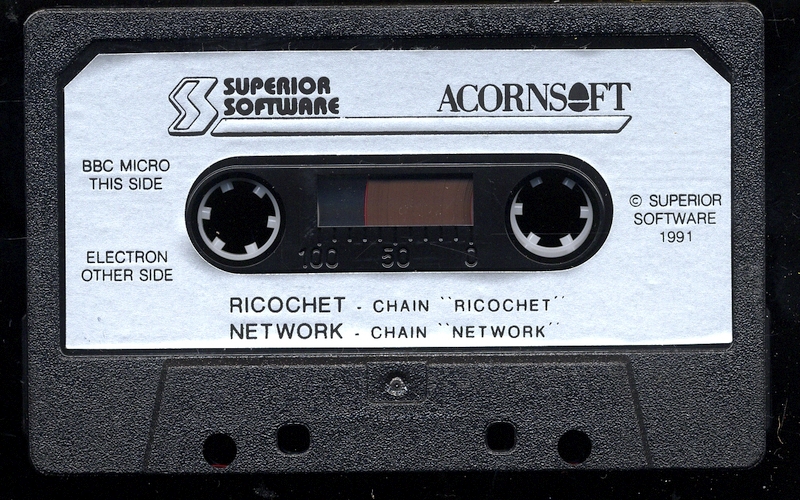 SUPERIOR
SOFTWARE
ACORNSOFT
BBC MICRO
THIS SIDE
ELECTRON
OTHER SIDE
100 50 0
© SUPERIOR
SOFTWARE
1991
RICOCHET - CHAIN "RICOCHET"
NETWORK - CHAIN "NETWORK"